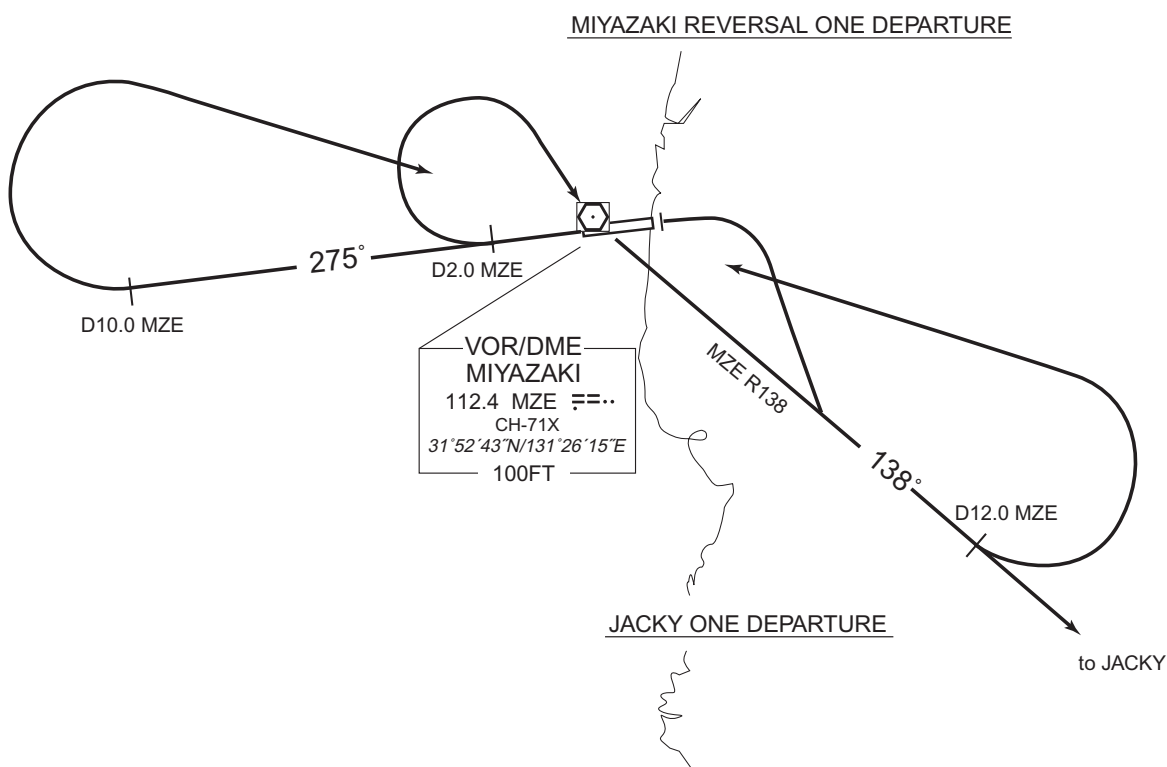 MIYAZAKI REVERSAL ONE DEPARTURE
275°
D2.0 MZE
D10.0 MZE
VOR/DME
MIYAZAKI
112.4 MZE
CH-71X
31°52´43˝N/131°26´15˝E
100FT
MZE R138
138°
D12.0 MZE
JACKY ONE DEPARTURE
to JACKY